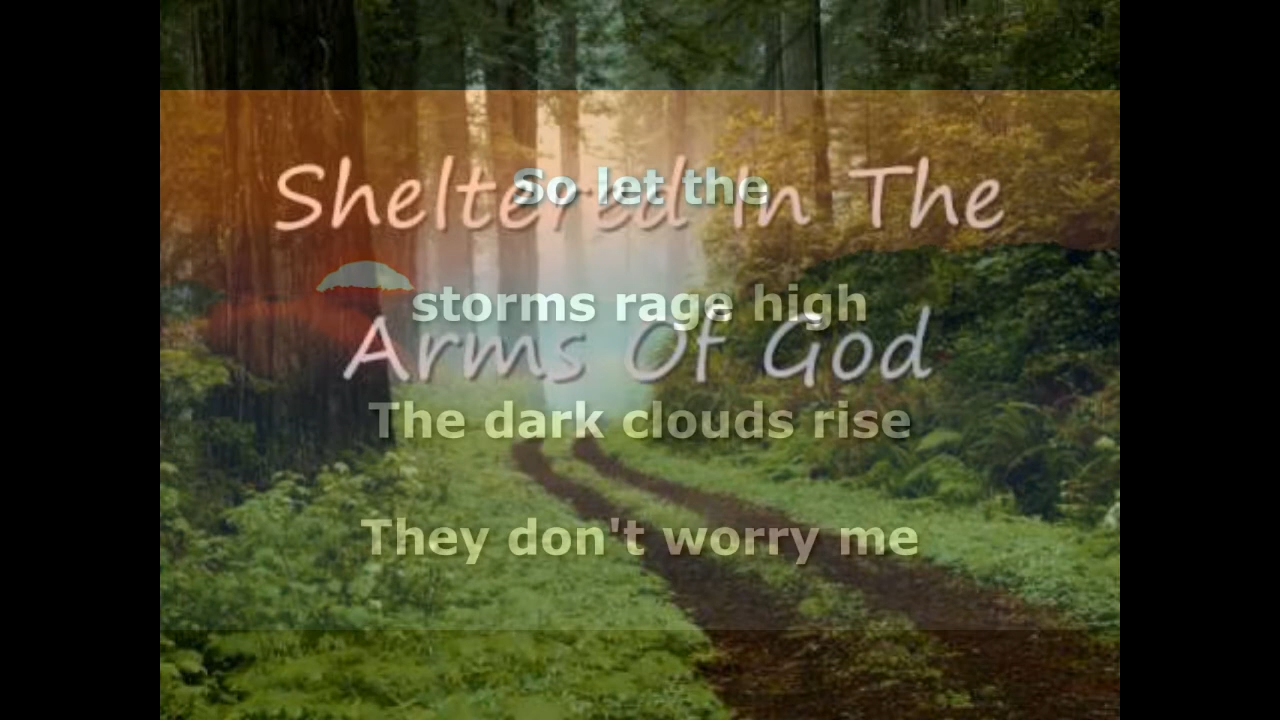 Sheltered In The
Arms Of God
So let the
storms rage high
The dark clouds rise
They don't worry me